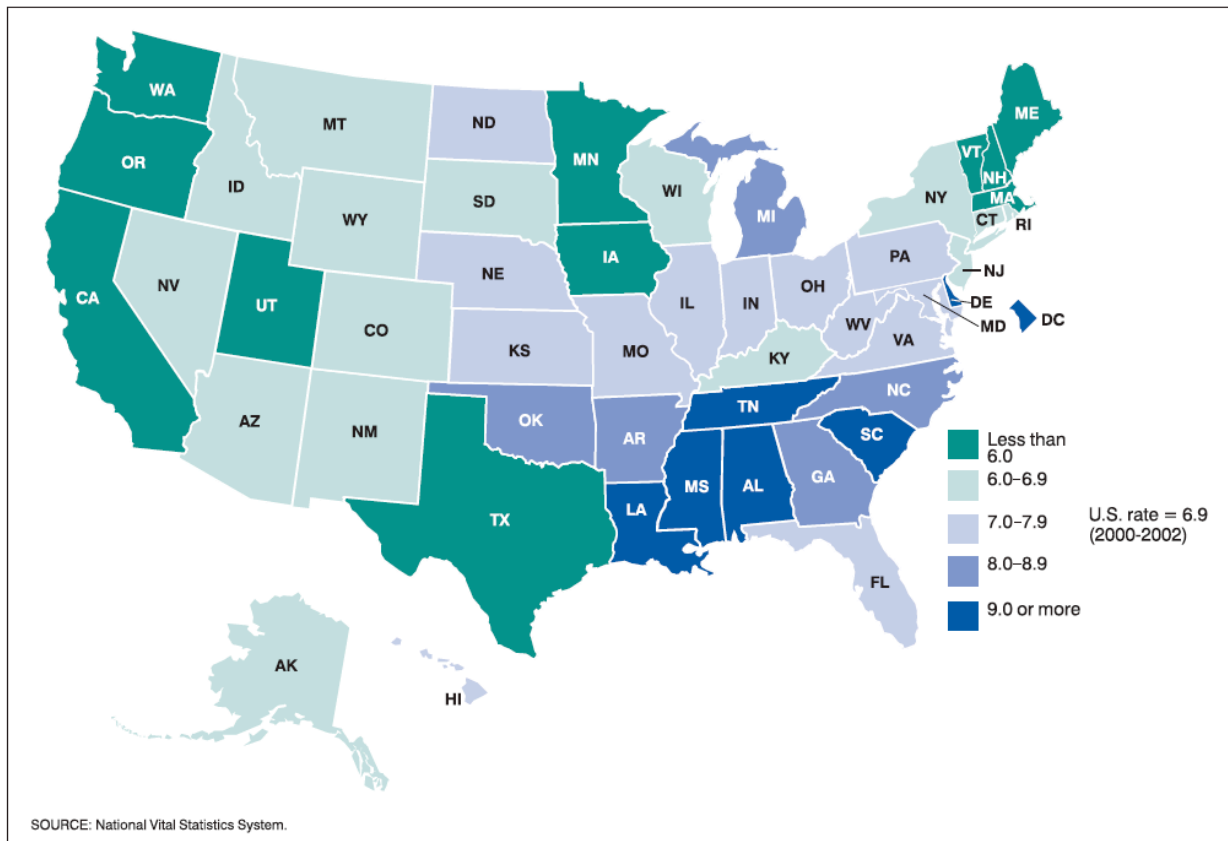 WA
MT
ND
ME
OR
MN
VT
ID
NH
SD
WI
NY
MA
WY
MI
CT
RI
IA
PA
NE
NJ
NV
OH
CA
UT
IL
IN
DE
CO
WV
MD
DC
KS
MO
VA
KY
NC
TN
AZ
OK
NM
AR
SC
MS
AL
GA
LA
TX
FL
AK
HI
Less than
6.0
6.0–6.9
7.0–7.9
8.0–8.9
9.0 or more
U.S. rate = 6.9
(2000-2002)
SOURCE: National Vital Statistics System.